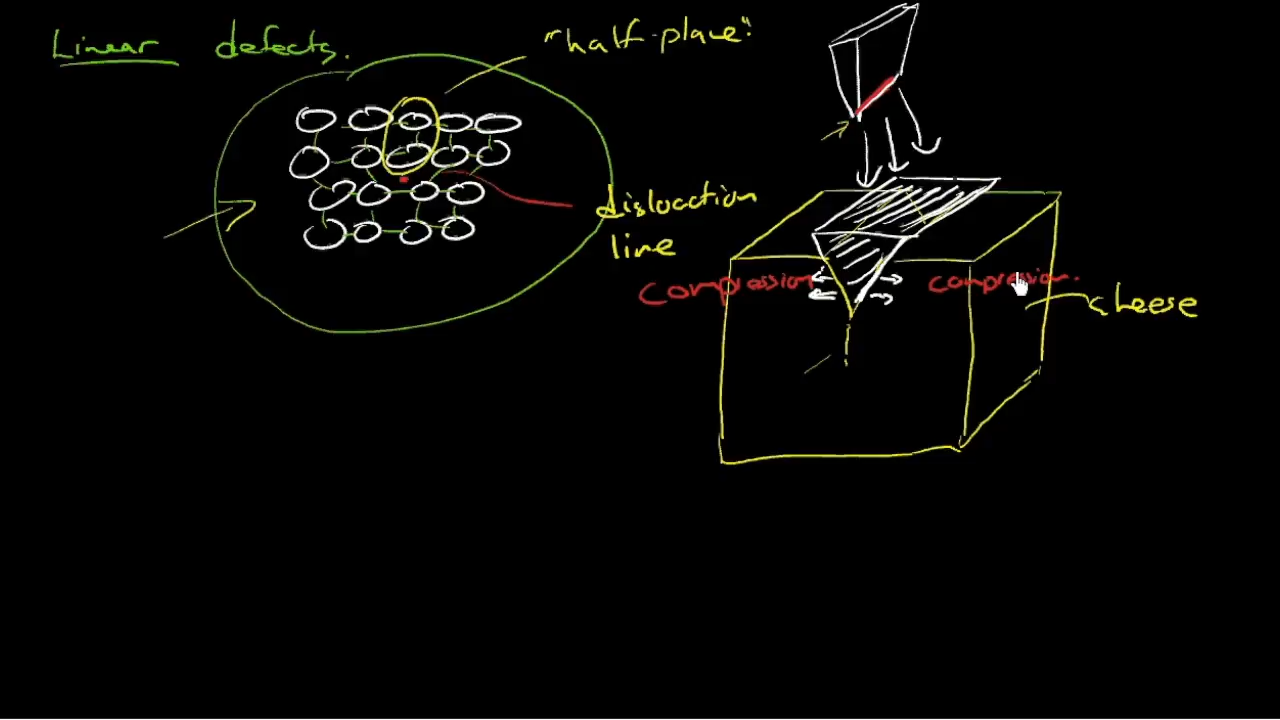 Linear defects.
"half-plane"
dislocation
line
compression
compression.
cheese